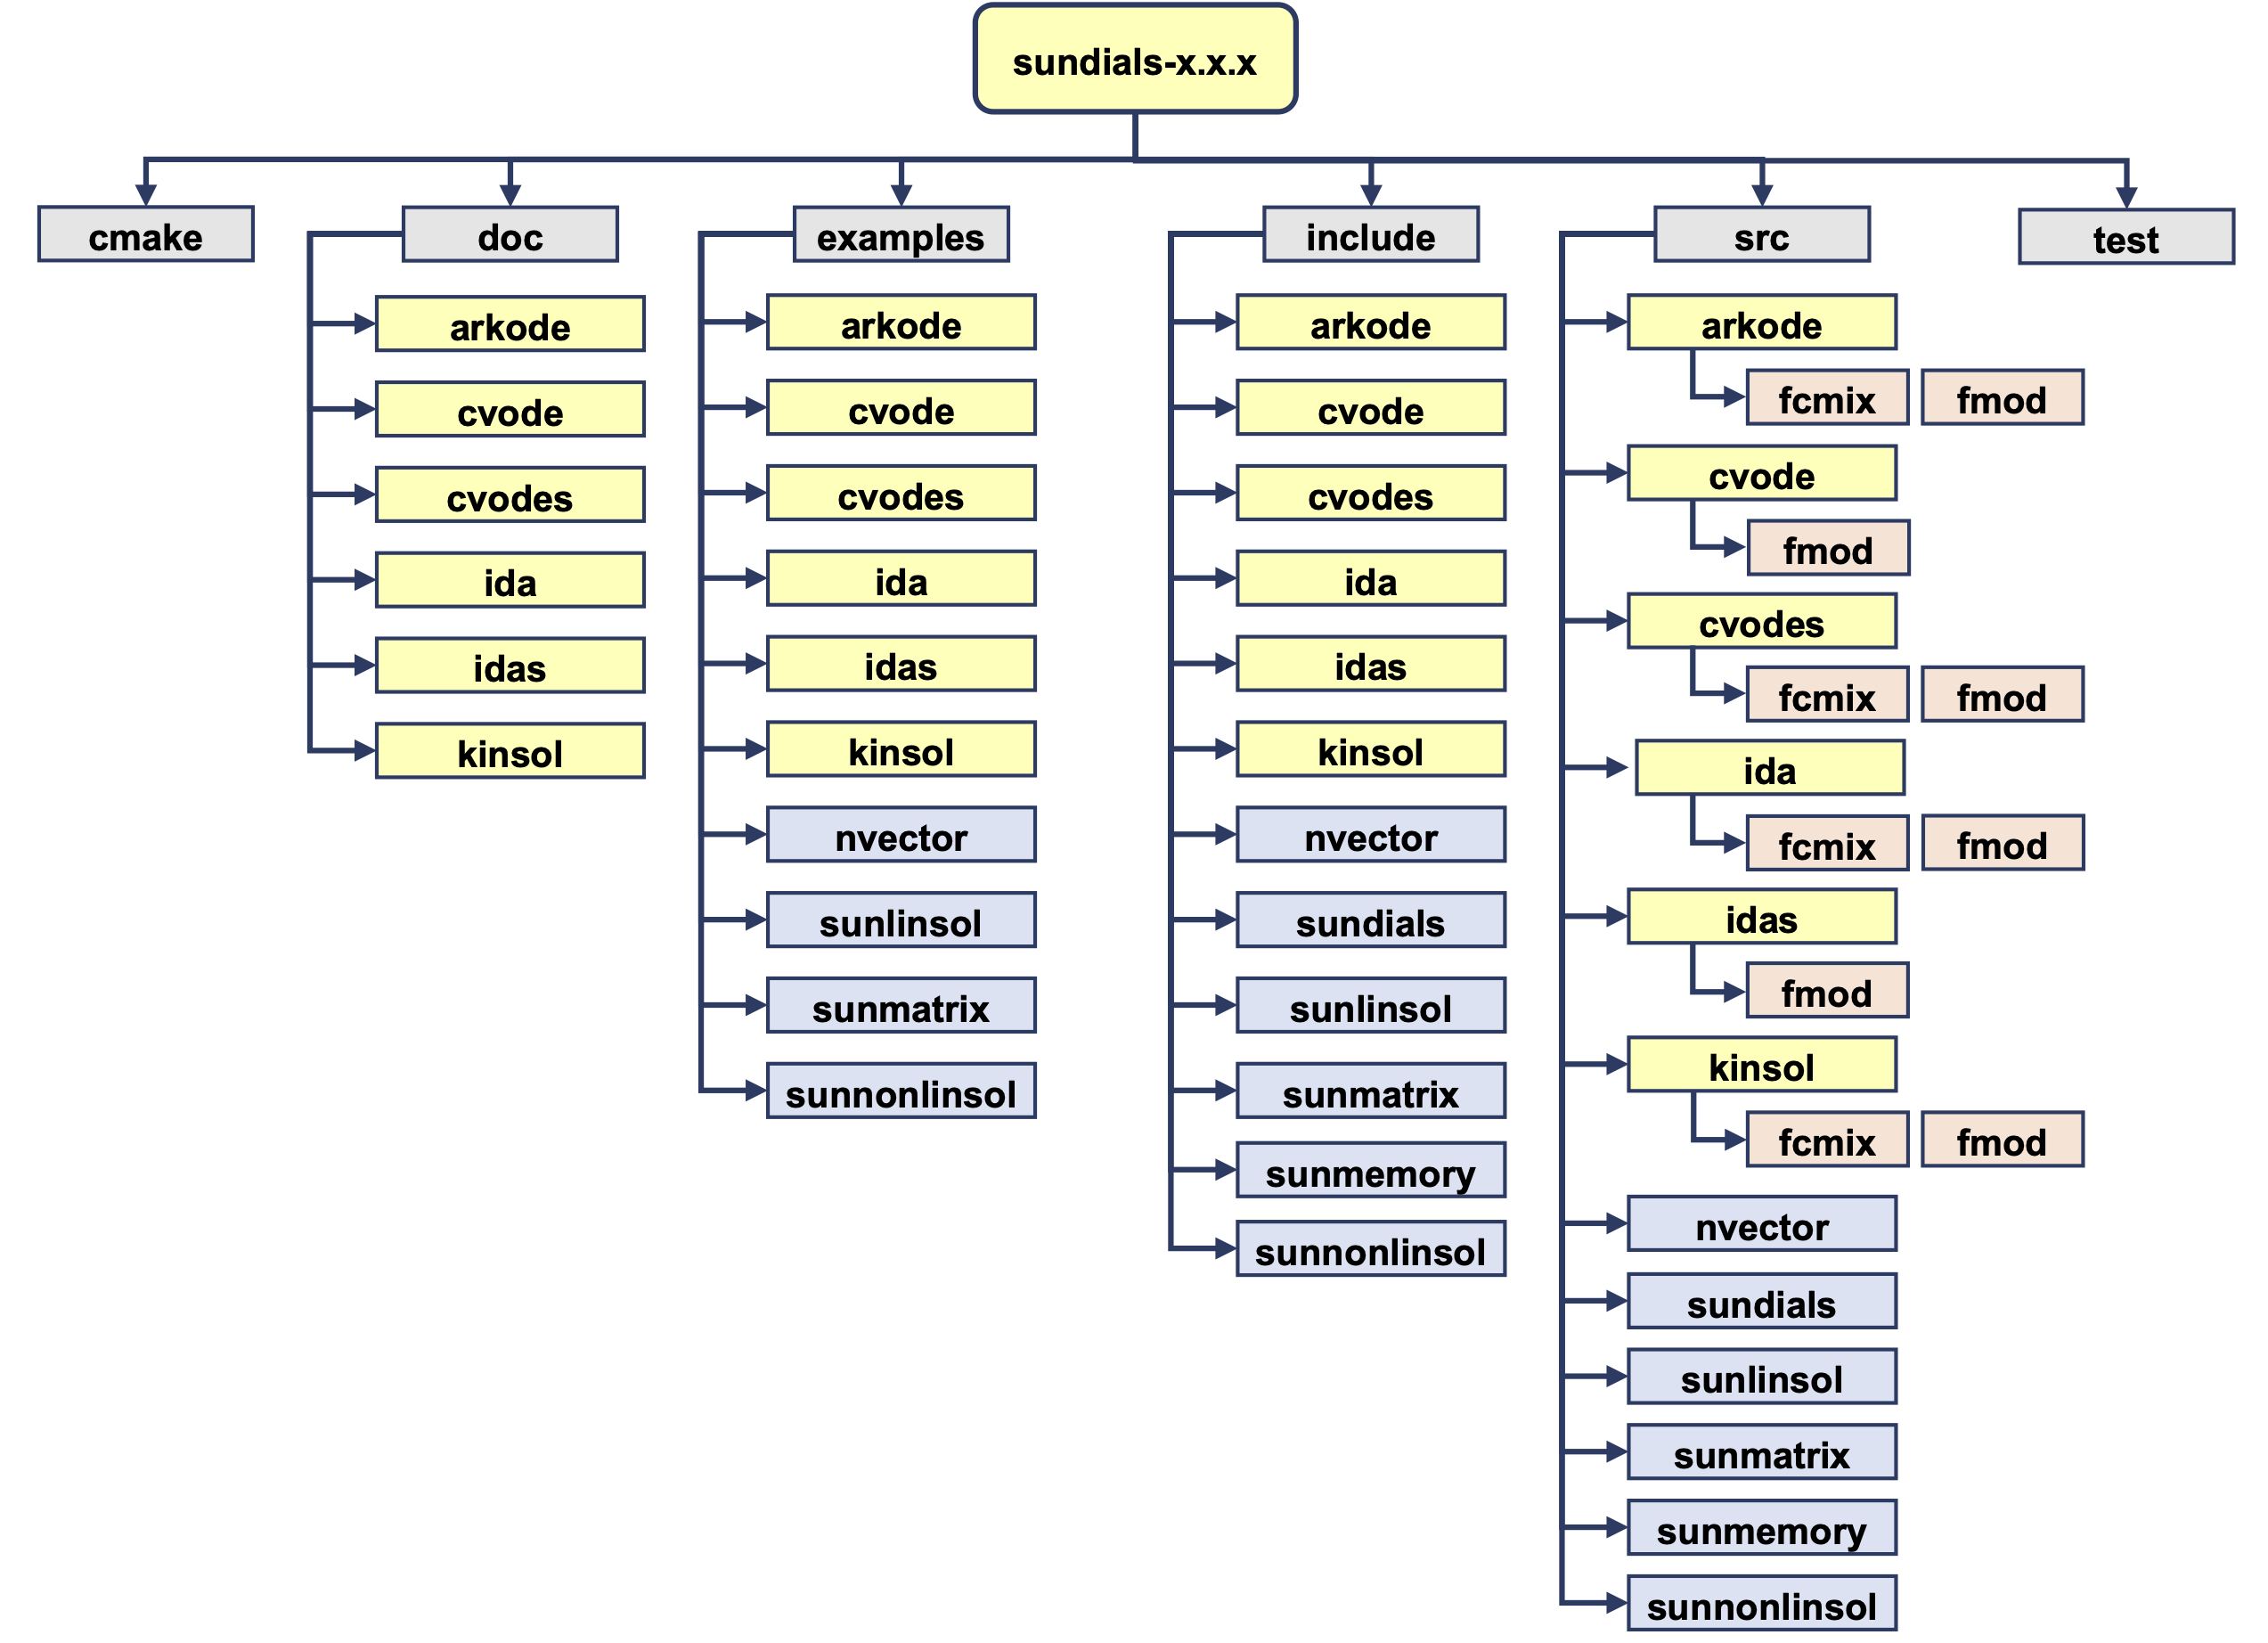 sundials-x.x.x
cmake
doc
examples
include
src
test
arkode
cvode
cvodes
ida
idas
kinsol
arkode
cvode
cvodes
ida
idas
kinsol
nvector
sunlinsol
sunmatrix
sunnonlinsol
arkode
cvode
cvodes
ida
idas
kinsol
nvector
sundials
sunlinsol
sunmatrix
sunmemory
sunnonlinsol
arkode
fcmix
fmod
cvode
fmod
cvodes
fcmix
fmod
ida
fcmix
fmod
idas
fmod
kinsol
fcmix
fmod
nvector
sundials
sunlinsol
sunmatrix
sunmemory
sunnonlinsol